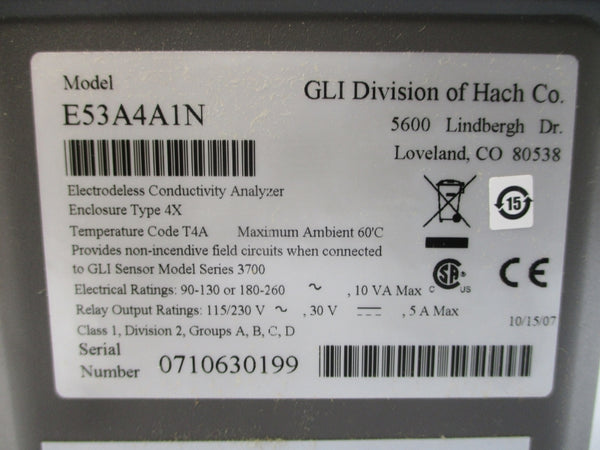 Model
E53A4A1N
GLI Division of Hach Co.
5600 Lindbergh Dr.
Loveland, CO 80538
Electrodeless Conductivity Analyzer
Enclosure Type 4X
Temperature Code T4A Maximum Ambient 60'C
Provides non-incendive field circuits when connected
to GLI Sensor Model Series 3700
Electrical Ratings: 90-130 or 180-260 ~ , 10 VA Max
Relay Output Ratings: 115/230 V ~ , 30 V ⎓ , 5 A Max
Class 1, Division 2, Groups A, B, C, D
15
C SA ® US
CE
10/15/07
Serial
Number 0710630199